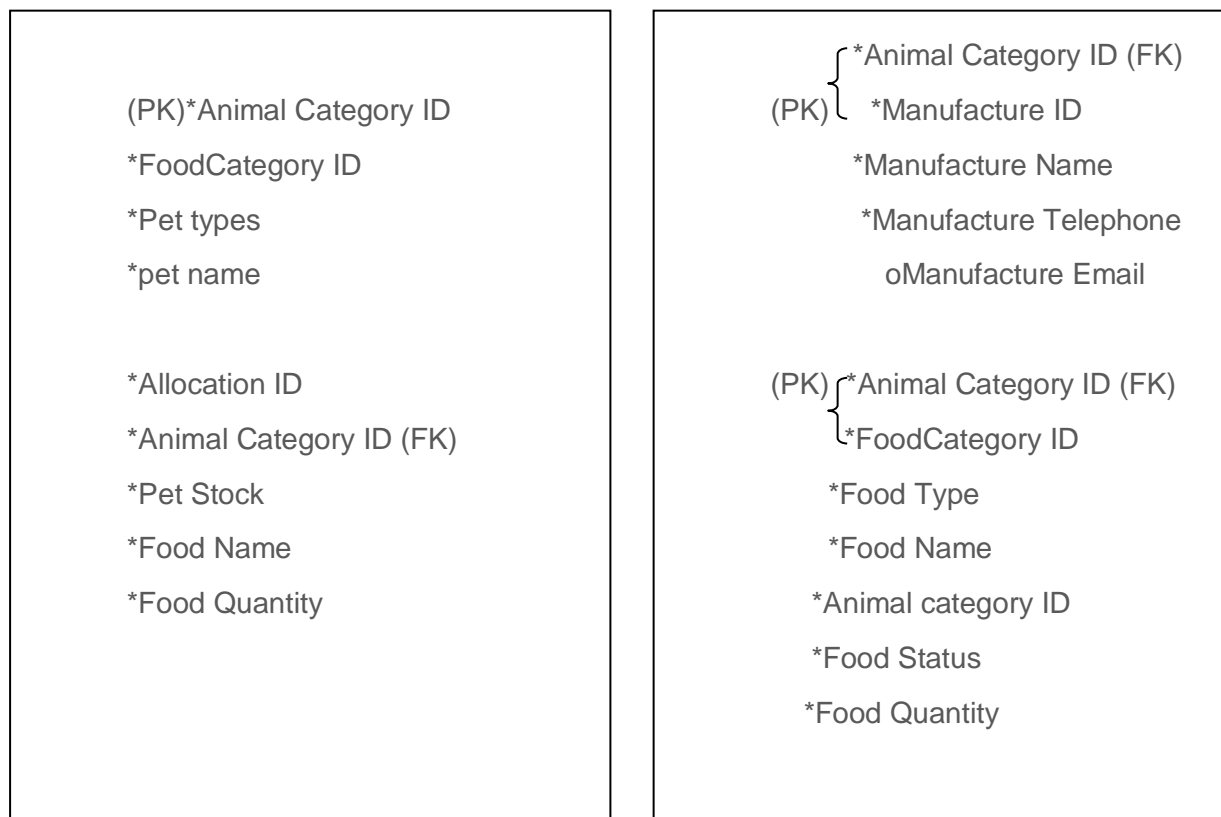 (PK)*Animal Category ID
*FoodCategory ID
*Pet types
*pet name
*Allocation ID
*Animal Category ID (FK)
*Pet Stock
*Food Name
*Food Quantity
*Animal Category ID (FK)
(PK) *Manufacture ID
*Manufacture Name
*Manufacture Telephone
oManufacture Email
(PK) *Animal Category ID (FK)
*FoodCategory ID
*Food Type
*Food Name
*Animal category ID
*Food Status
*Food Quantity